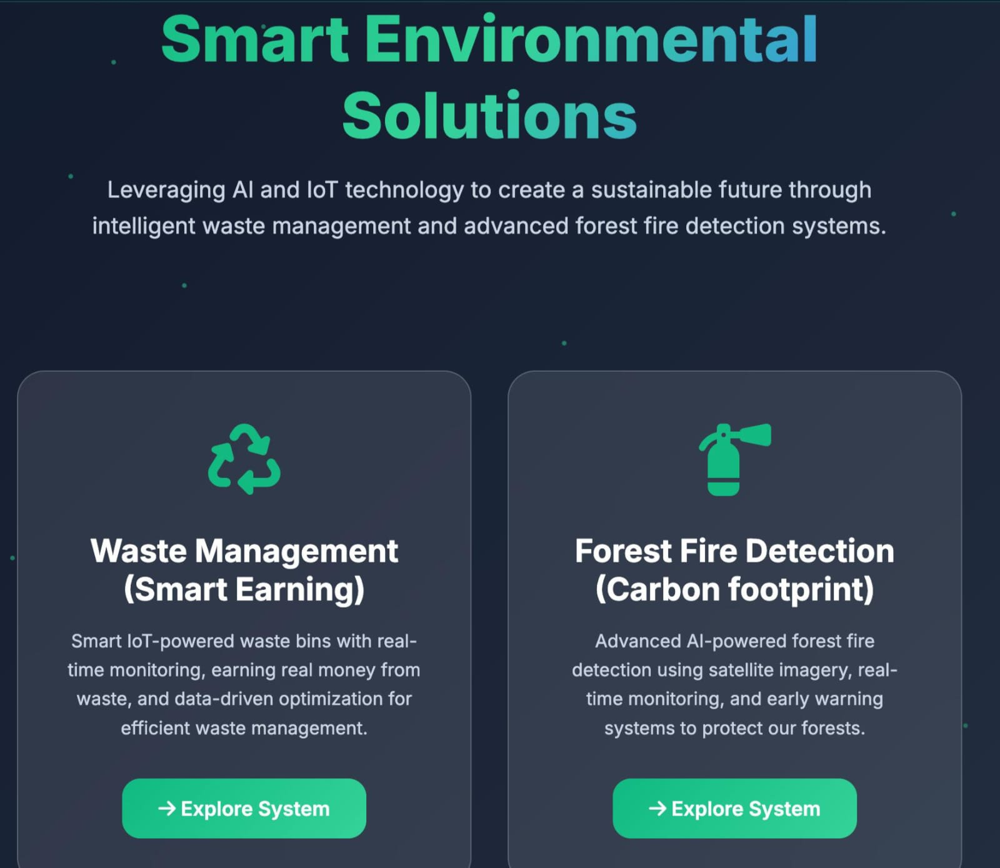 Smart Environmental
Solutions
Leveraging AI and IoT technology to create a sustainable future through
intelligent waste management and advanced forest fire detection systems.
Waste Management
(Smart Earning)
Smart IoT-powered waste bins with real-
time monitoring, earning real money from
waste, and data-driven optimization for
efficient waste management.
→ Explore System
Forest Fire Detection
(Carbon footprint)
Advanced AI-powered forest fire
detection using satellite imagery, real-
time monitoring, and early warning
systems to protect our forests.
→ Explore System